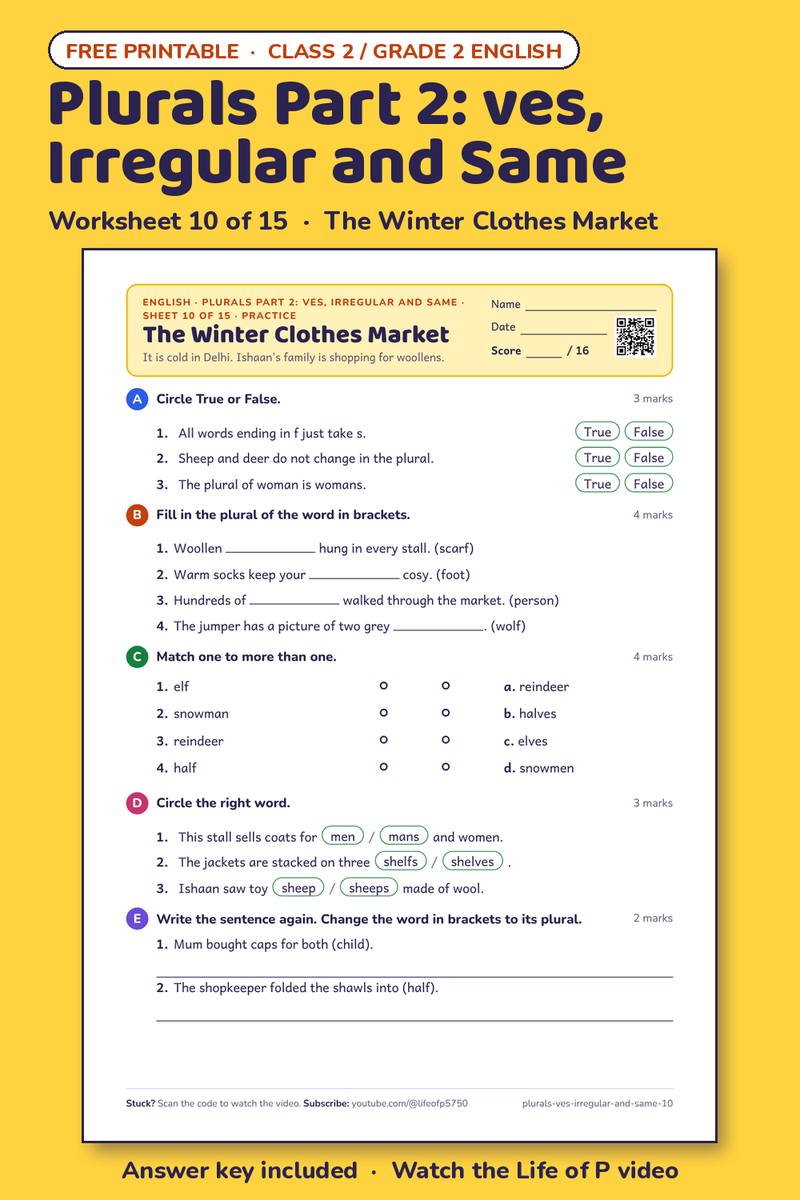 FREE PRINTABLE · CLASS 2 / GRADE 2 ENGLISH
Plurals Part 2: ves,
Irregular and Same
Worksheet 10 of 15 · The Winter Clothes Market
ENGLISH · PLURALS PART 2: VES, IRREGULAR AND SAME ·
SHEET 10 OF 15 · PRACTICE
The Winter Clothes Market
It is cold in Delhi. Ishaan's family is shopping for woollens.
Name ____________________
Date ____________
Score ______ / 16
A Circle True or False. 3 marks
1. All words ending in f just take s. True False
2. Sheep and deer do not change in the plural. True False
3. The plural of woman is womans. True False
B Fill in the plural of the word in brackets. 4 marks
1. Woollen ____________ hung in every stall. (scarf)
2. Warm socks keep your ____________ cosy. (foot)
3. Hundreds of ____________ walked through the market. (person)
4. The jumper has a picture of two grey ____________. (wolf)
C Match one to more than one. 4 marks
1. elf a. reindeer
2. snowman b. halves
3. reindeer c. elves
4. half d. snowmen
D Circle the right word. 3 marks
1. This stall sells coats for men / mans and women.
2. The jackets are stacked on three shelfs / shelves .
3. Ishaan saw toy sheep / sheeps made of wool.
E Write the sentence again. Change the word in brackets to its plural. 2 marks
1. Mum bought caps for both (child).
2. The shopkeeper folded the shawls into (half).
Stuck? Scan the code to watch the video. Subscribe: youtube.com/@lifeofp5750 plurals-ves-irregular-and-same-10
Answer key included · Watch the Life of P video